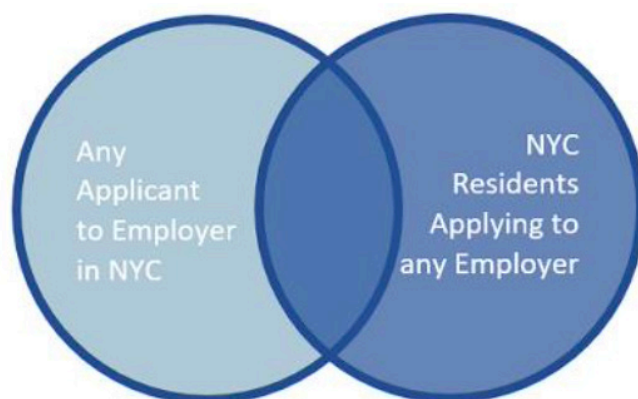 Any
Applicant
to Employer
in NYC
NYC
Residents
Applying to
any Employer